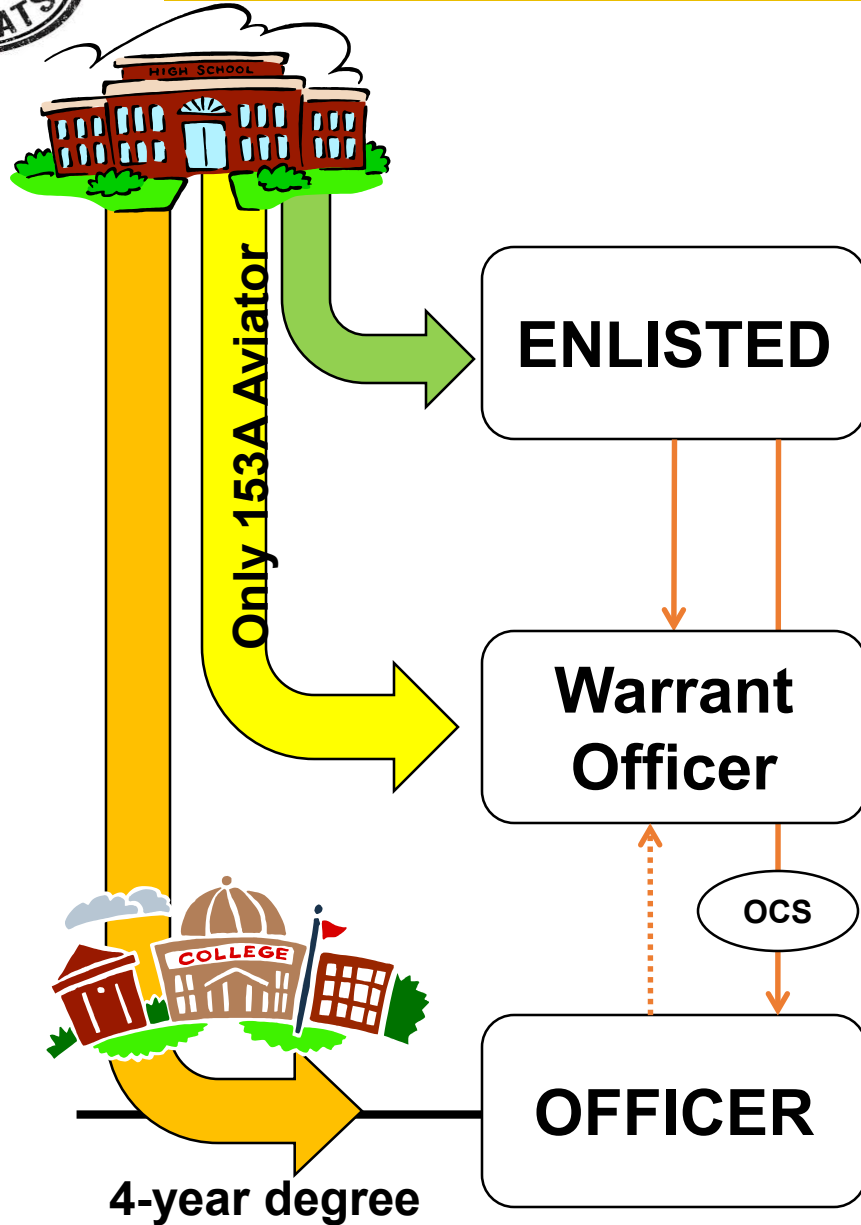 HIGH SCHOOL
Only 153A Aviator
ENLISTED
Warrant
Officer
OCS
COLLEGE
OFFICER
4-year degree